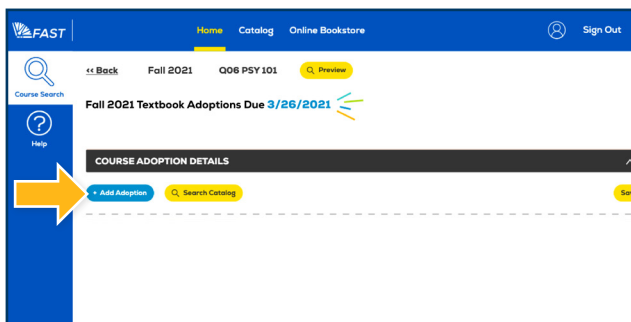 FAST
Home Catalog Online Bookstore Sign Out
Course Search
Help
<< Back Fall 2021 Q06 PSY 101 Preview
Fall 2021 Textbook Adoptions Due 3/26/2021
COURSE ADOPTION DETAILS
+ Add Adoption Search Catalog